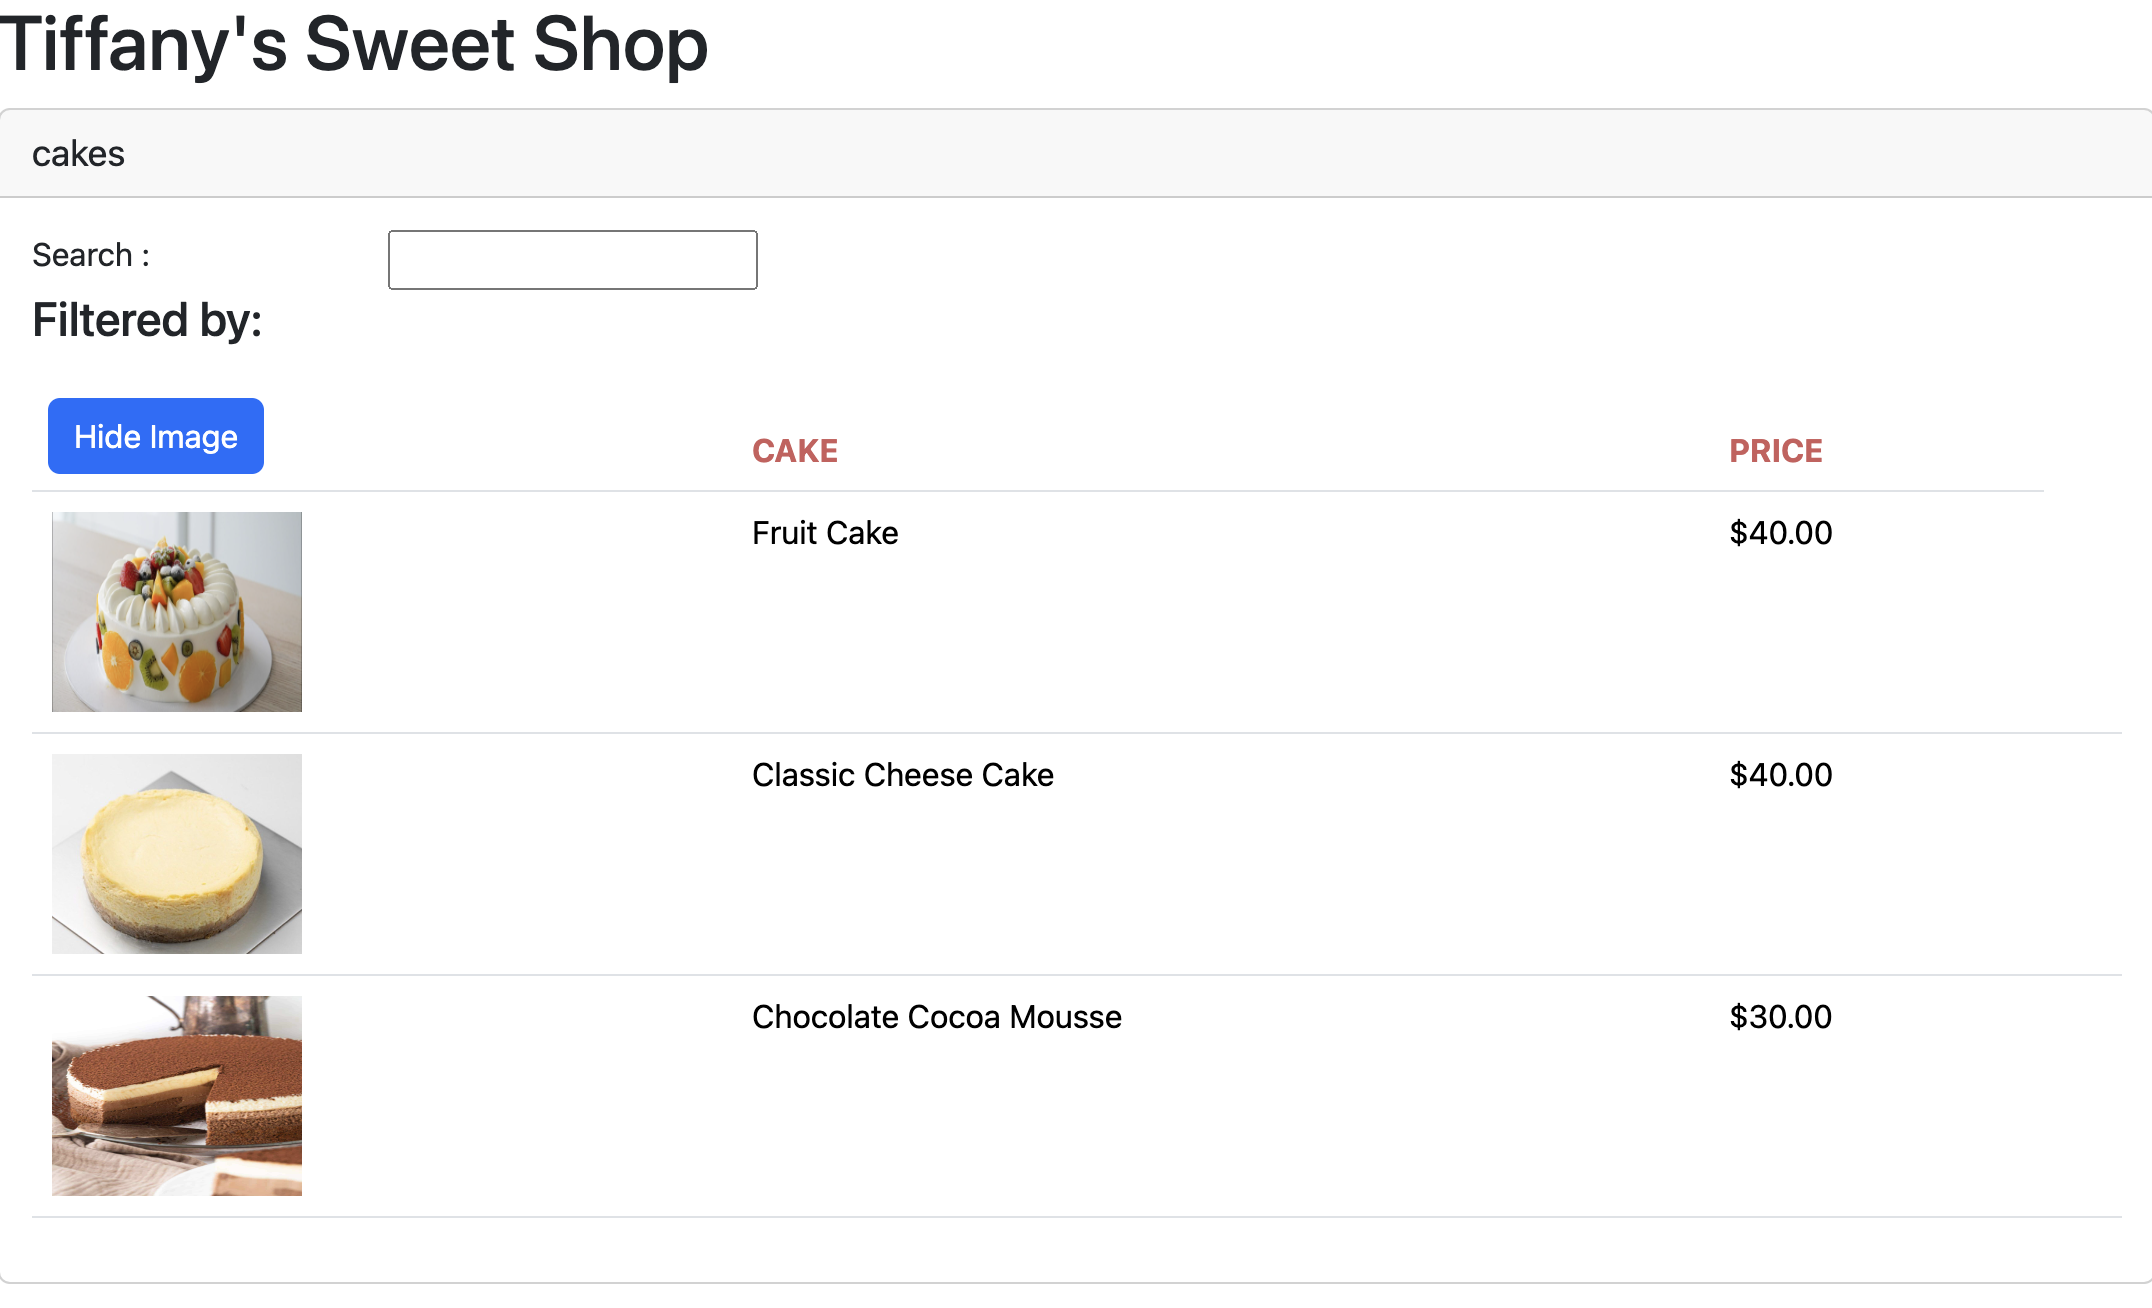 Tiffany's Sweet Shop
cakes
Search :
Filtered by:
Hide Image CAKE PRICE
Fruit Cake $40.00
Classic Cheese Cake $40.00
Chocolate Cocoa Mousse $30.00